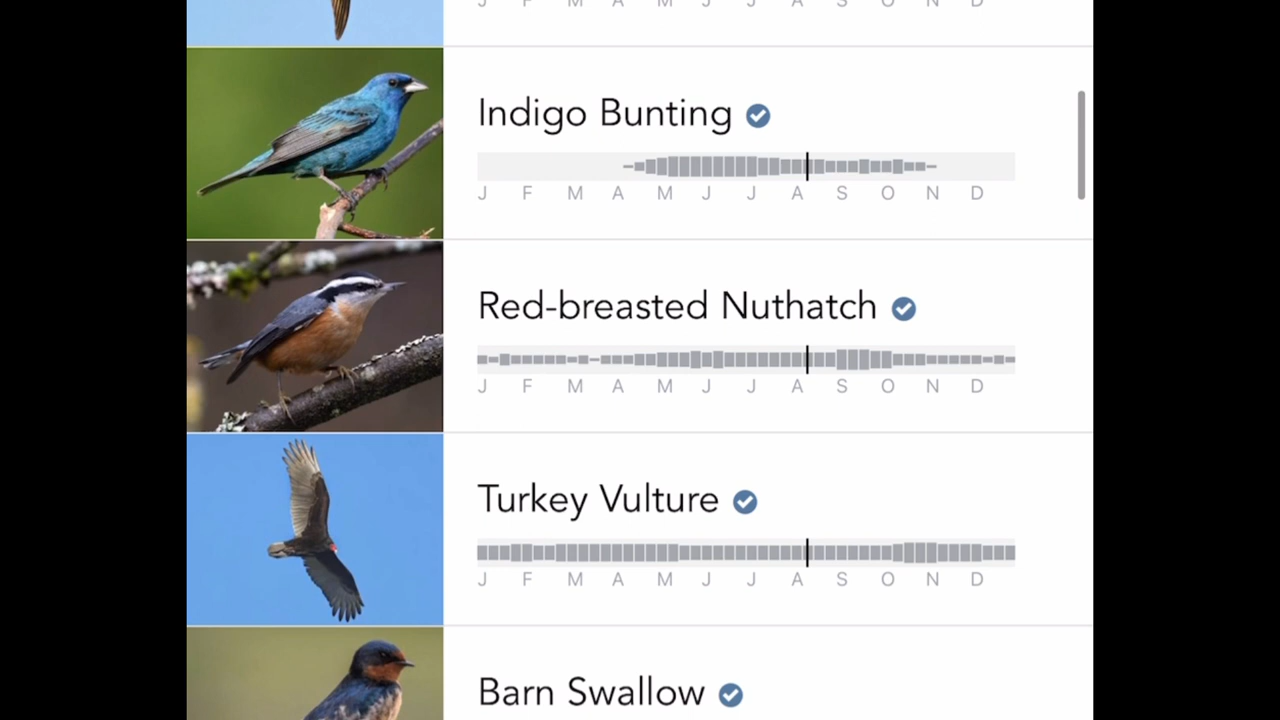 J F M A M J J A S O N D
Indigo Bunting
J F M A M J J A S O N D
Red-breasted Nuthatch
J F M A M J J A S O N D
Turkey Vulture
J F M A M J J A S O N D
Barn Swallow